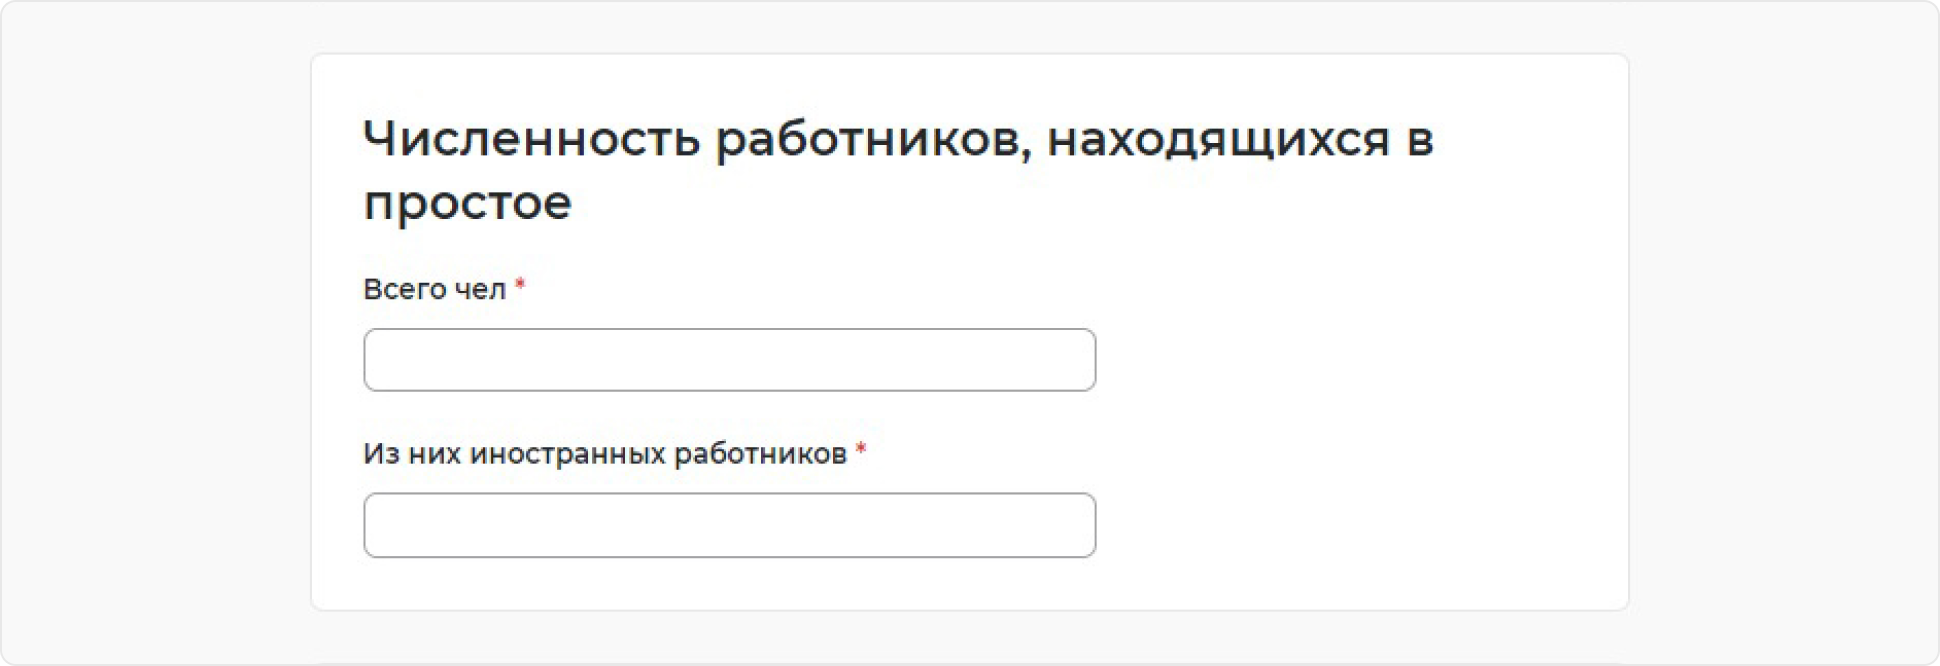 Численность работников, находящихся в
простое
Всего чел *
Из них иностранных работников *